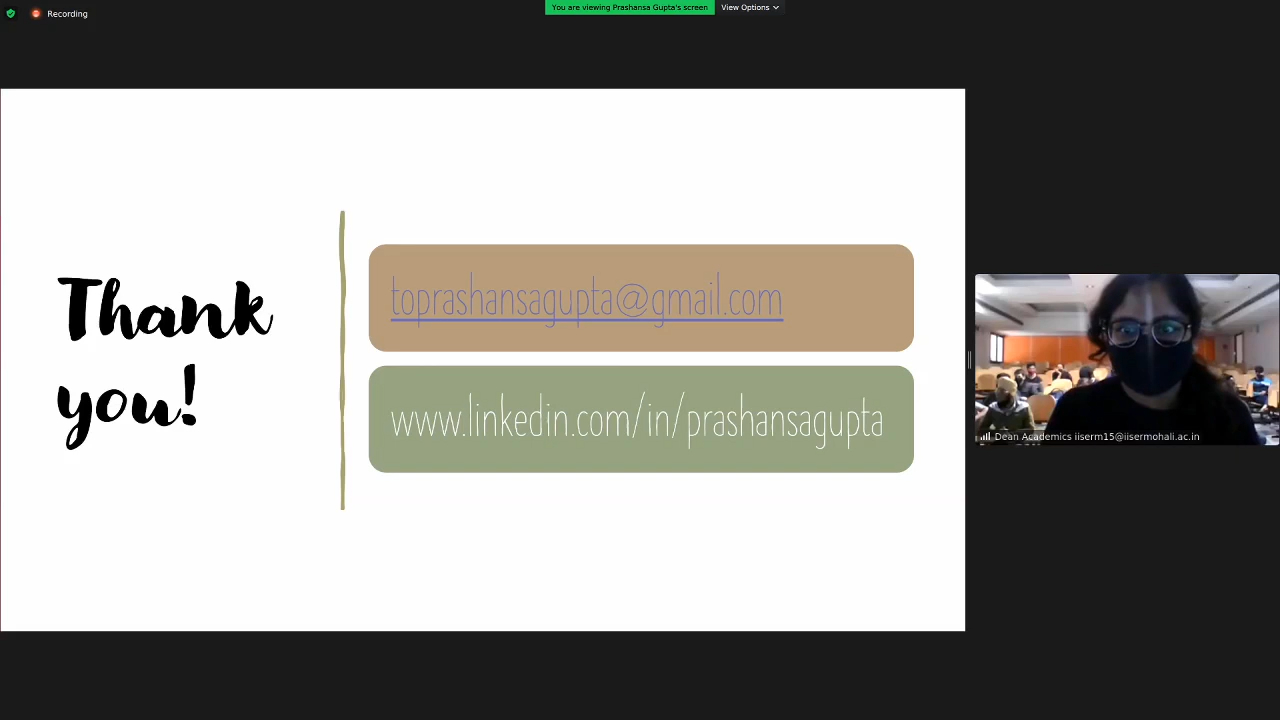 Recording
You are viewing Prashansa Gupta's screen
View Options
Thank
you!
toprashansagupta@gmail.com
www.linkedin.com/in/prashansagupta
Dean Academics iiserm15@iisermohali.ac.in